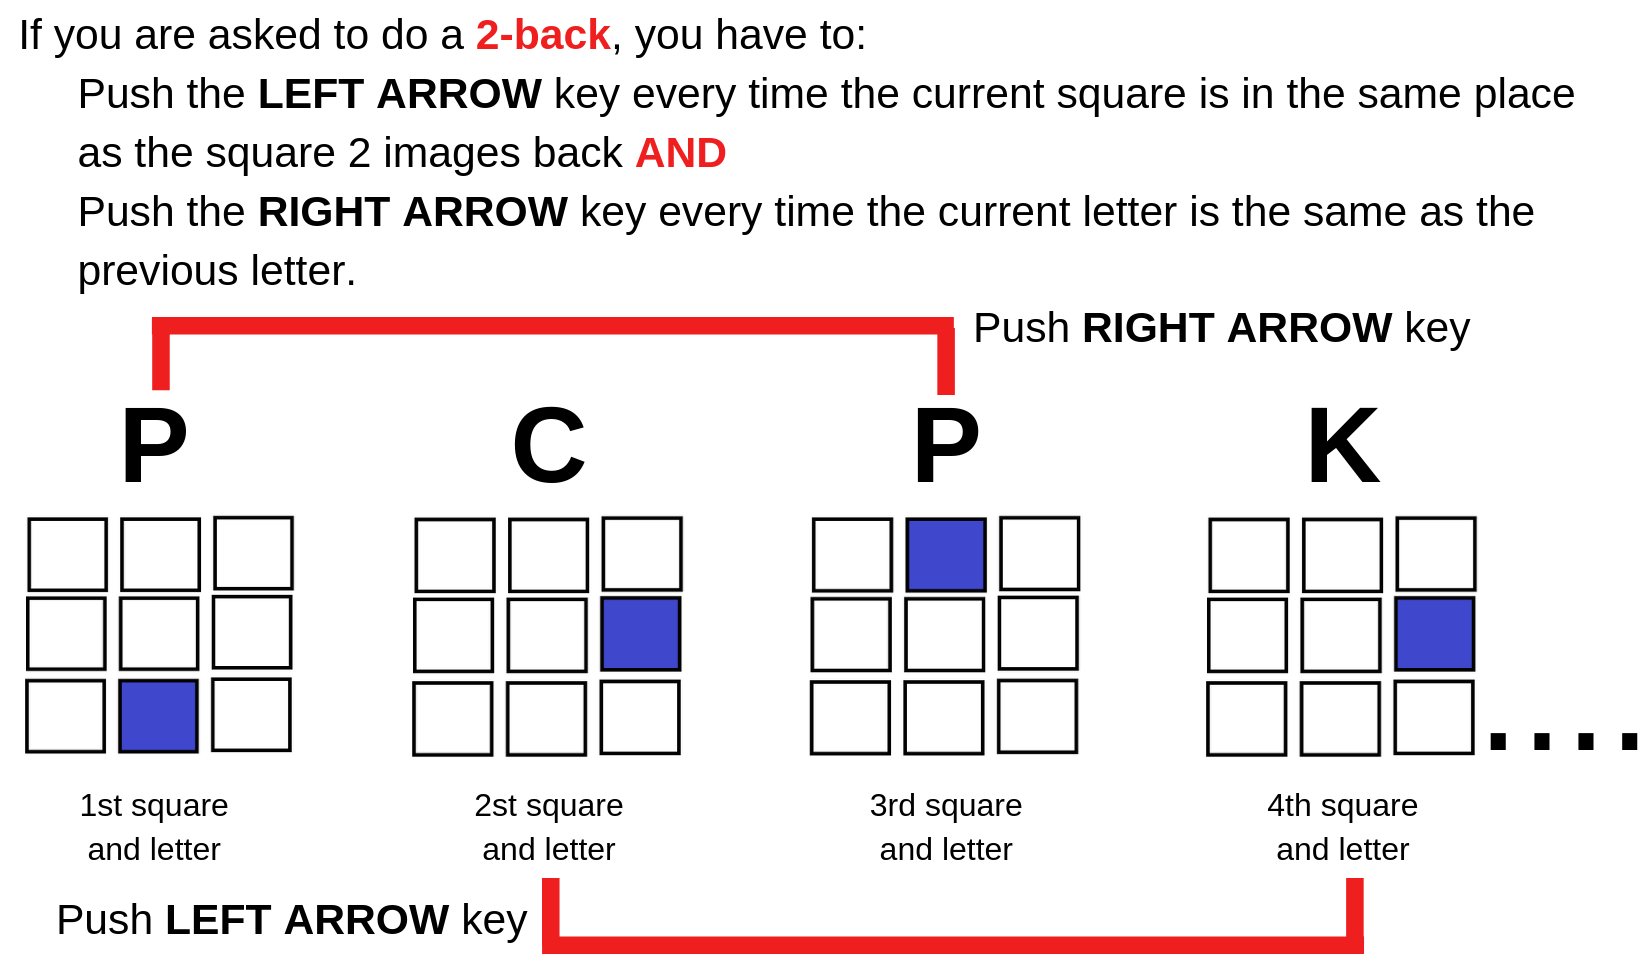 If you are asked to do a 2-back, you have to:
Push the LEFT ARROW key every time the current square is in the same place
as the square 2 images back AND
Push the RIGHT ARROW key every time the current letter is the same as the
previous letter.
Push RIGHT ARROW key
P C P K
....
1st square 2st square 3rd square 4th square
and letter and letter and letter and letter
Push LEFT ARROW key